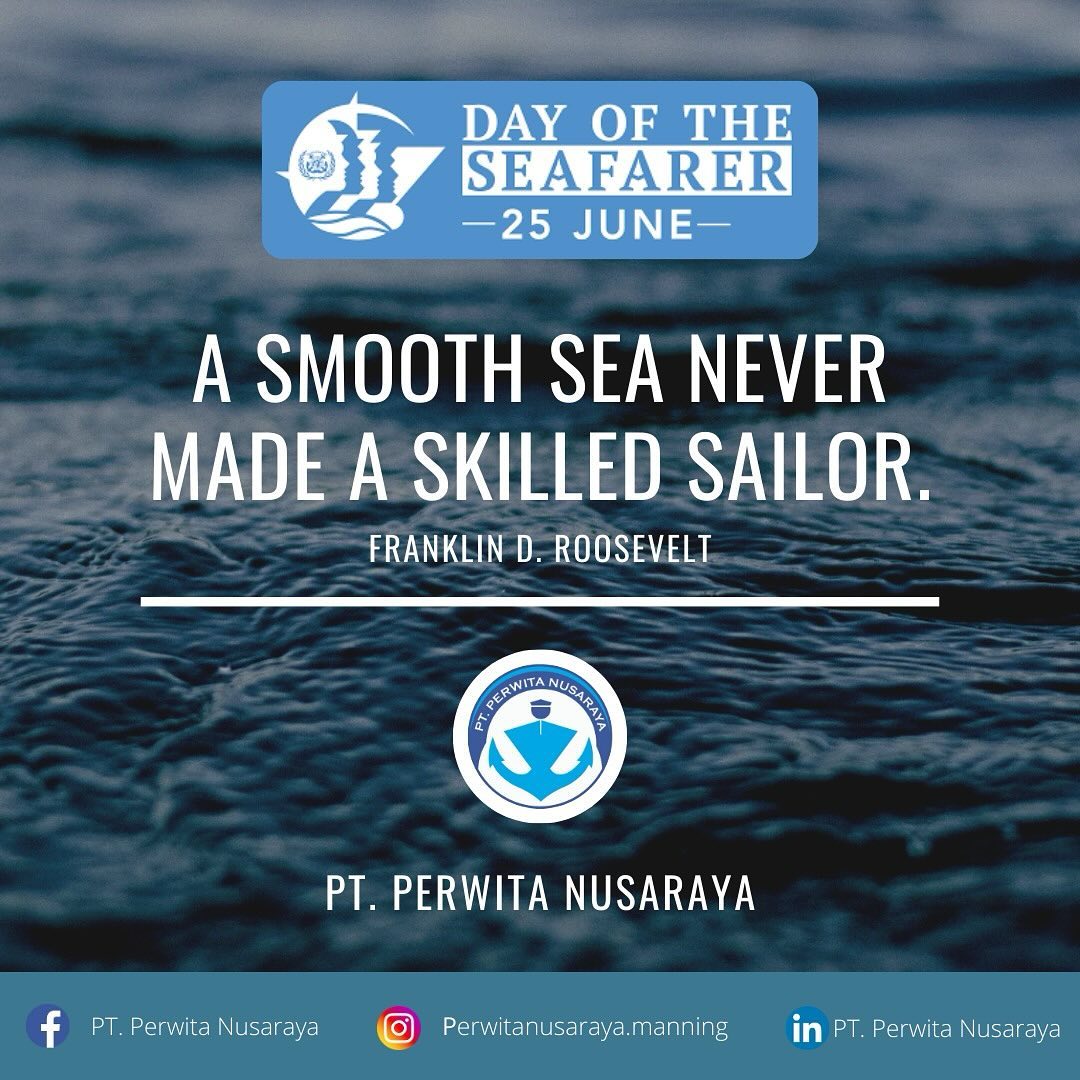 DAY OF THE
SEAFARER
—25 JUNE—
A SMOOTH SEA NEVER
MADE A SKILLED SAILOR.
FRANKLIN D. ROOSEVELT
PT. PERWITA NUSARAYA
PT. PERWITA NUSARAYA
PT. Perwita Nusaraya
Perwitanusaraya.manning
in PT. Perwita Nusaraya